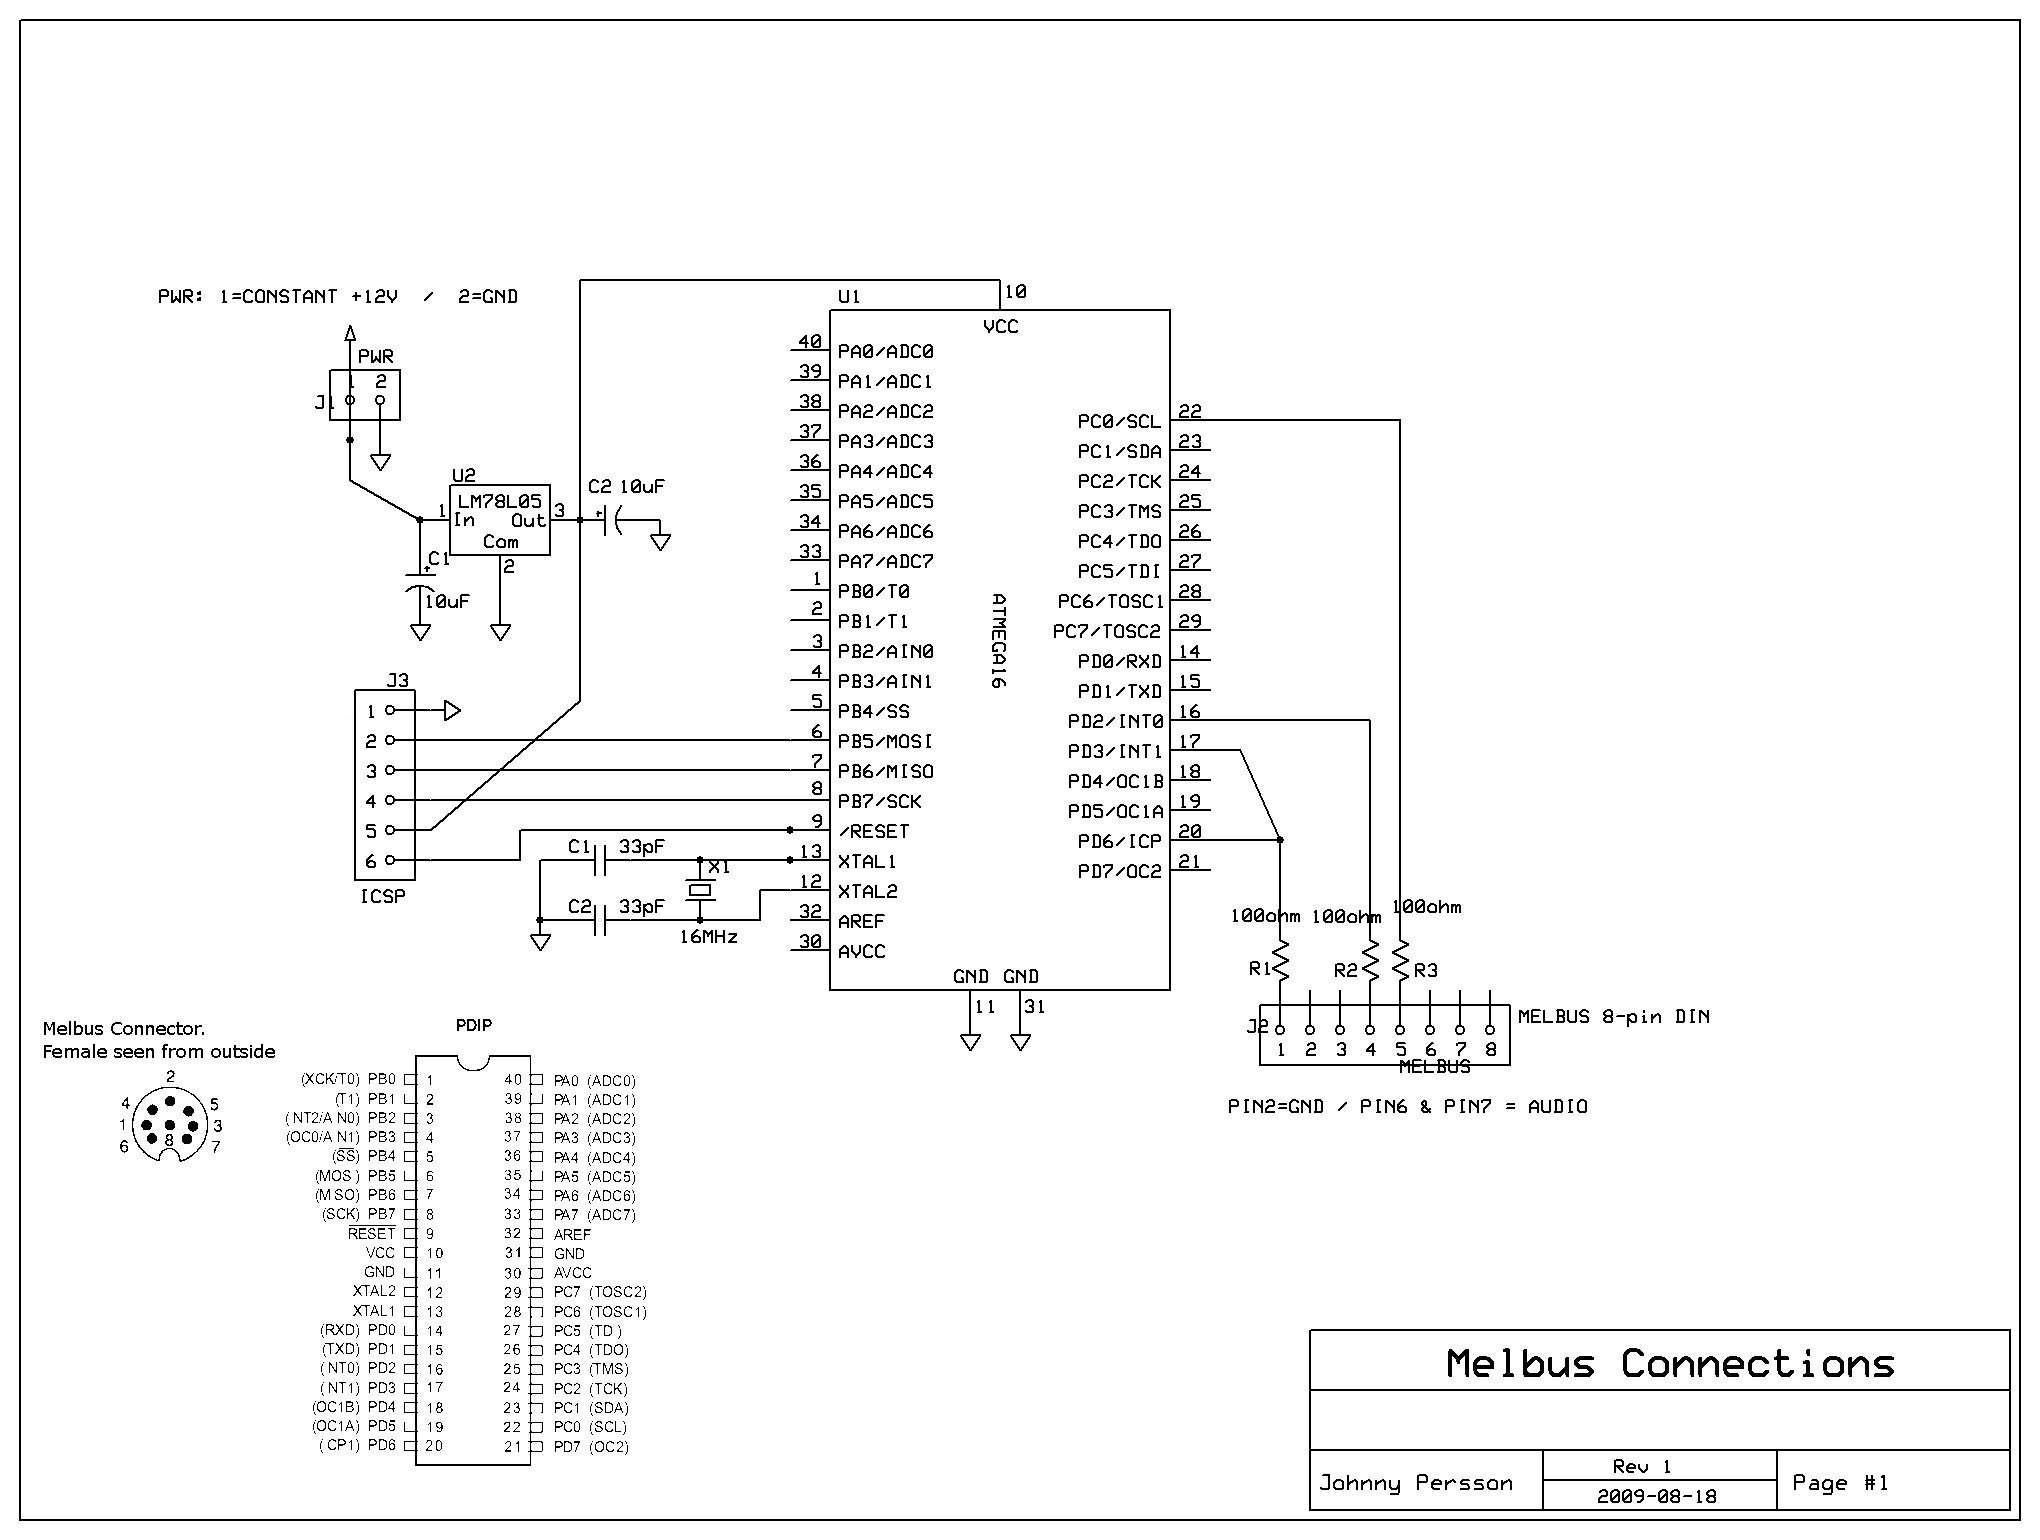 PWR: 1=CONSTANT +12V / 2=GND
PWR
1 2
J1
U2
LM78L05
1 In Out 3
Com
2
C1
10uF
C2 10uF
J3
1
2
3
4
5
6
ICSP
U1
10
VCC
40 PA0/ADC0
39 PA1/ADC1
38 PA2/ADC2
37 PA3/ADC3
36 PA4/ADC4
35 PA5/ADC5
34 PA6/ADC6
33 PA7/ADC7
1 PB0/T0
2 PB1/T1
3 PB2/AIN0
4 PB3/AIN1
5 PB4/SS
6 PB5/MOSI
7 PB6/MISO
8 PB7/SCK
9 /RESET
13 XTAL1
12 XTAL2
32 AREF
30 AVCC
ATMEGA16
PC0/SCL 22
PC1/SDA 23
PC2/TCK 24
PC3/TMS 25
PC4/TDO 26
PC5/TDI 27
PC6/TOSC1 28
PC7/TOSC2 29
PD0/RXD 14
PD1/TXD 15
PD2/INT0 16
PD3/INT1 17
PD4/OC1B 18
PD5/OC1A 19
PD6/ICP 20
PD7/OC2 21
GND GND
11 31
C1 33pF
X1
C2 33pF
16MHz
100ohm 100ohm 100ohm
R1 R2 R3
J2
1 2 3 4 5 6 7 8
MELBUS
MELBUS 8-pin DIN
PIN2=GND / PIN6 & PIN7 = AUDIO
Melbus Connector.
Female seen from outside
2
4 5
1 3
6 8 7
PDIP
(XCK/T0) PB0 1 40 PA0 (ADC0)
(T1) PB1 2 39 PA1 (ADC1)
( NT2/A N0) PB2 3 38 PA2 (ADC2)
(OC0/A N1) PB3 4 37 PA3 (ADC3)
(SS) PB4 5 36 PA4 (ADC4)
(MOS ) PB5 6 35 PA5 (ADC5)
(M SO) PB6 7 34 PA6 (ADC6)
(SCK) PB7 8 33 PA7 (ADC7)
RESET 9 32 AREF
VCC 10 31 GND
GND 11 30 AVCC
XTAL2 12 29 PC7 (TOSC2)
XTAL1 13 28 PC6 (TOSC1)
(RXD) PD0 14 27 PC5 (TD )
(TXD) PD1 15 26 PC4 (TDO)
( NT0) PD2 16 25 PC3 (TMS)
( NT1) PD3 17 24 PC2 (TCK)
(OC1B) PD4 18 23 PC1 (SDA)
(OC1A) PD5 19 22 PC0 (SCL)
( CP1) PD6 20 21 PD7 (OC2)
Melbus Connections
Johnny Persson
Rev 1
2009-08-18
Page #1